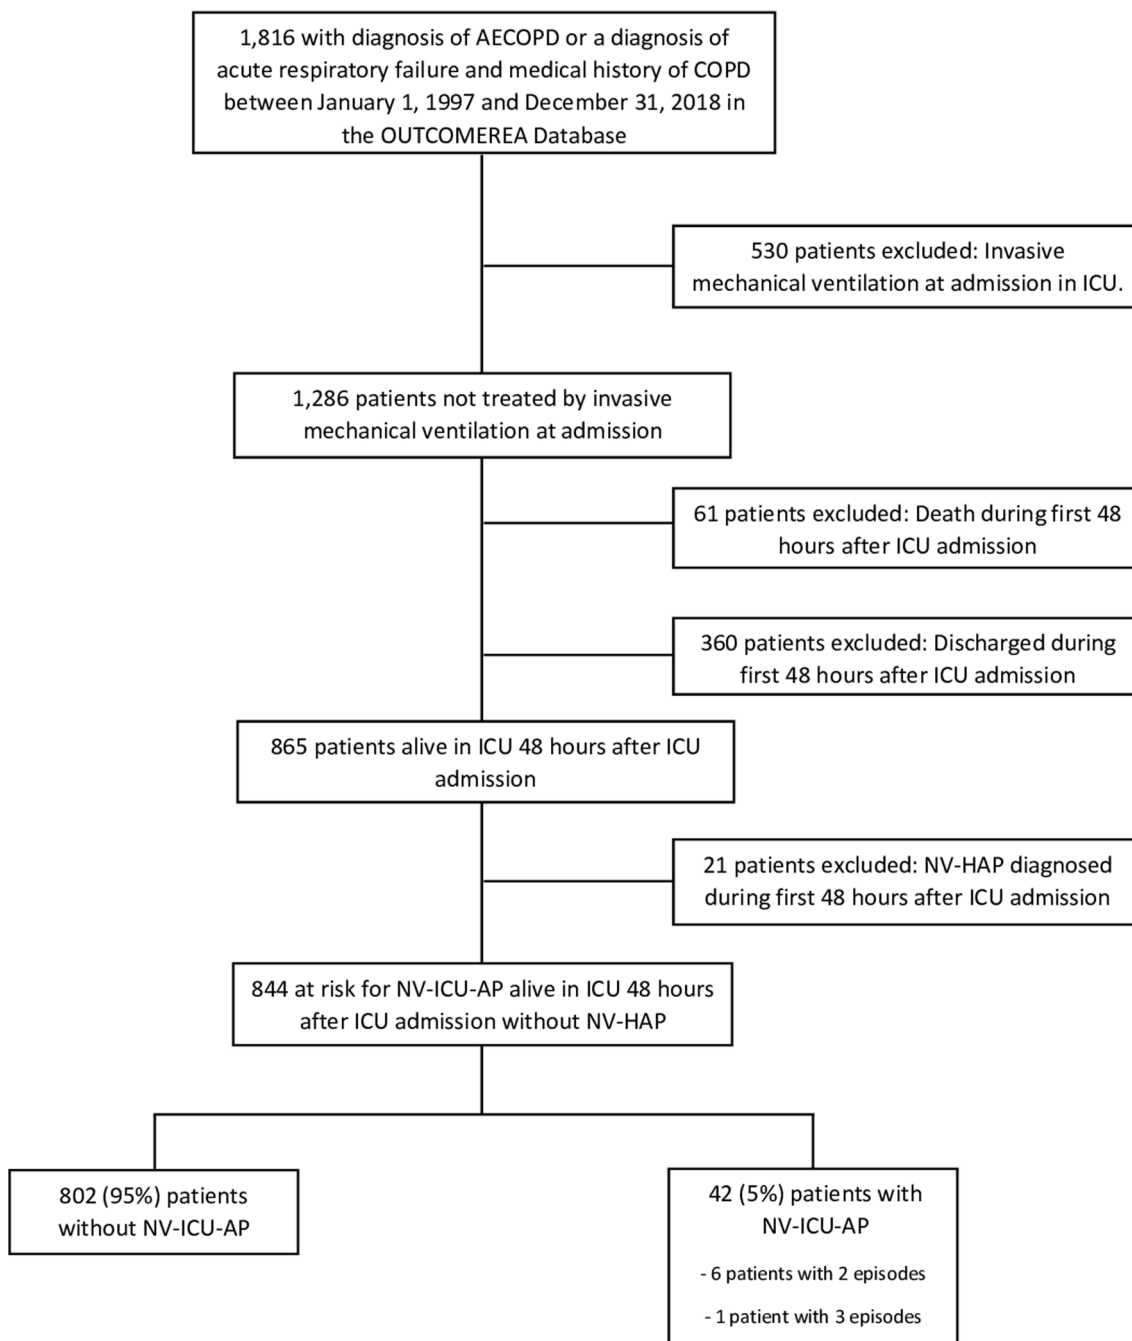 1,816 with diagnosis of AECOPD or a diagnosis of
acute respiratory failure and medical history of COPD
between January 1, 1997 and December 31, 2018 in
the OUTCOMEREA Database
530 patients excluded: Invasive
mechanical ventilation at admission in ICU.
1,286 patients not treated by invasive
mechanical ventilation at admission
61 patients excluded: Death during first 48
hours after ICU admission
360 patients excluded: Discharged during
first 48 hours after ICU admission
865 patients alive in ICU 48 hours after ICU
admission
21 patients excluded: NV-HAP diagnosed
during first 48 hours after ICU admission
844 at risk for NV-ICU-AP alive in ICU 48 hours
after ICU admission without NV-HAP
802 (95%) patients
without NV-ICU-AP
42 (5%) patients with
NV-ICU-AP
- 6 patients with 2 episodes
- 1 patient with 3 episodes